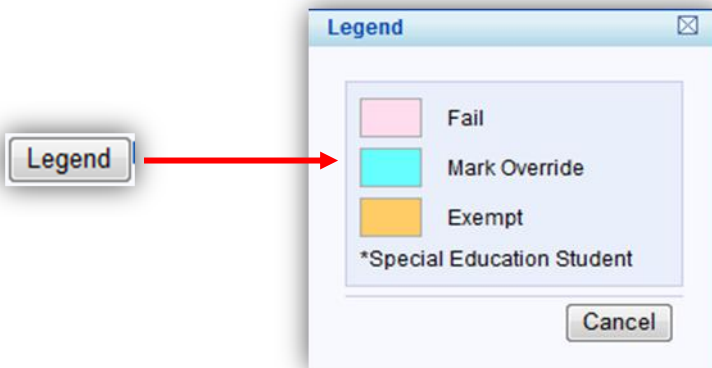 Legend
Legend
Fail
Mark Override
Exempt
*Special Education Student
Cancel